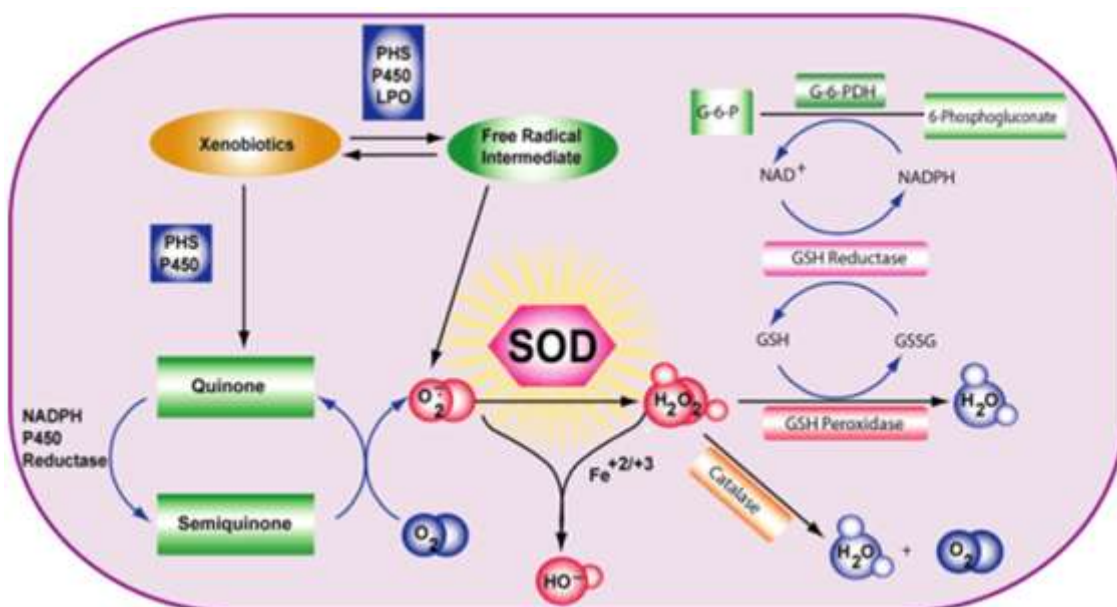 PHS
P450
LPO
Xenobiotics
Free Radical
Intermediate
PHS
P450
Quinone
NADPH
P450
Reductase
Semiquinone
O₂
O₂⁻
SOD
H₂O₂
Fe⁺²/⁺³
HO⁻
G-6-P
G-6-PDH
6-Phosphogluconate
NAD⁺
NADPH
GSH Reductase
GSH
GSSG
GSH Peroxidase
H₂O
Catalase
H₂O + O₂